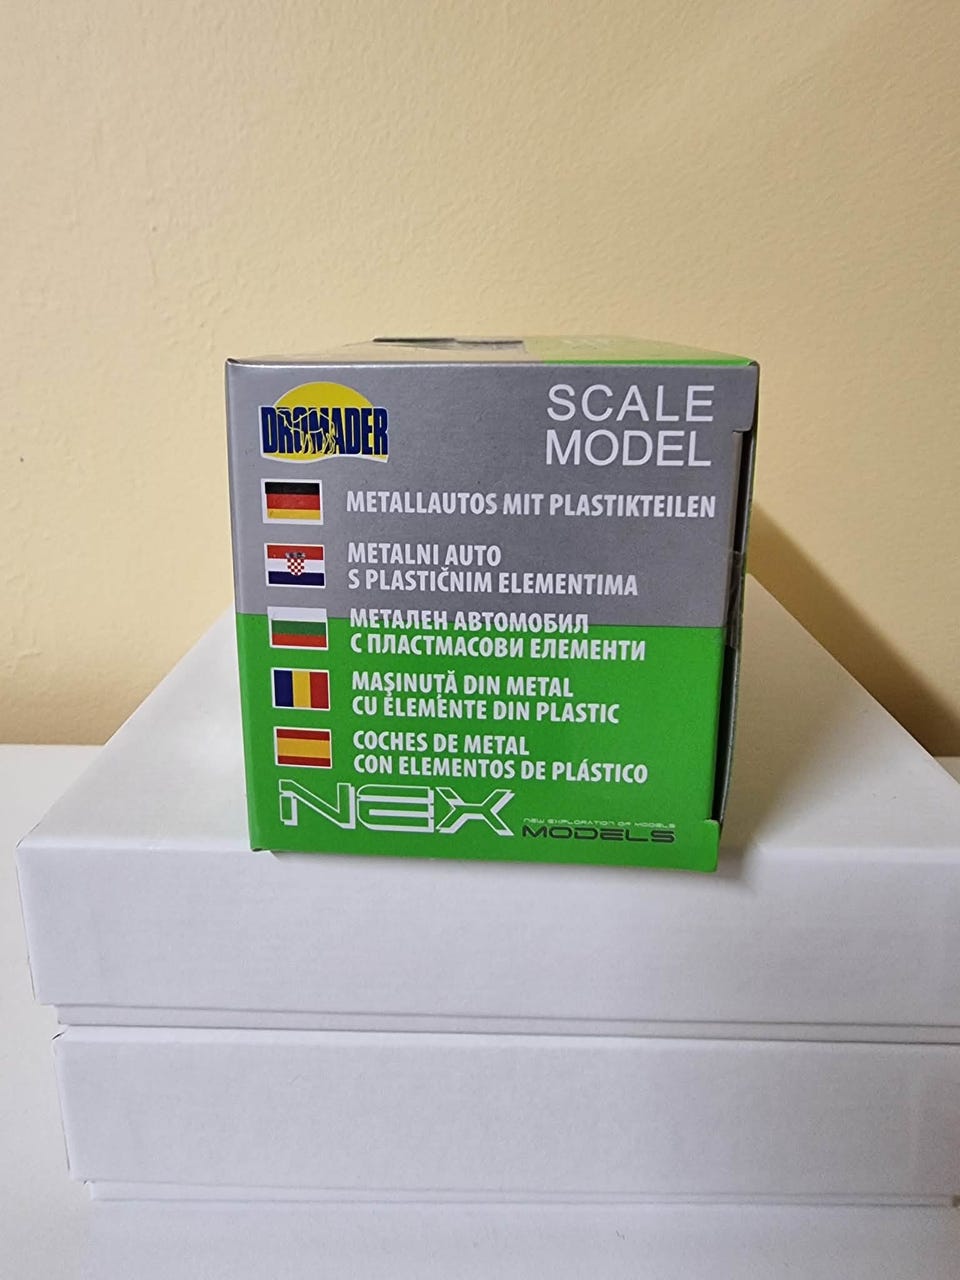 DROMADER
SCALE
MODEL
METALLAUTOS MIT PLASTIKTEILEN
METALNI AUTO
S PLASTIČNIM ELEMENTIMA
МЕТАЛЕН АВТОМОБИЛ
С ПЛАСТМАСОВИ ЕЛЕМЕНТИ
MAŞINUŢĂ DIN METAL
CU ELEMENTE DIN PLASTIC
COCHES DE METAL
CON ELEMENTOS DE PLÁSTICO
NEX
NEW EXPLORATION OF MODELS
MODELS